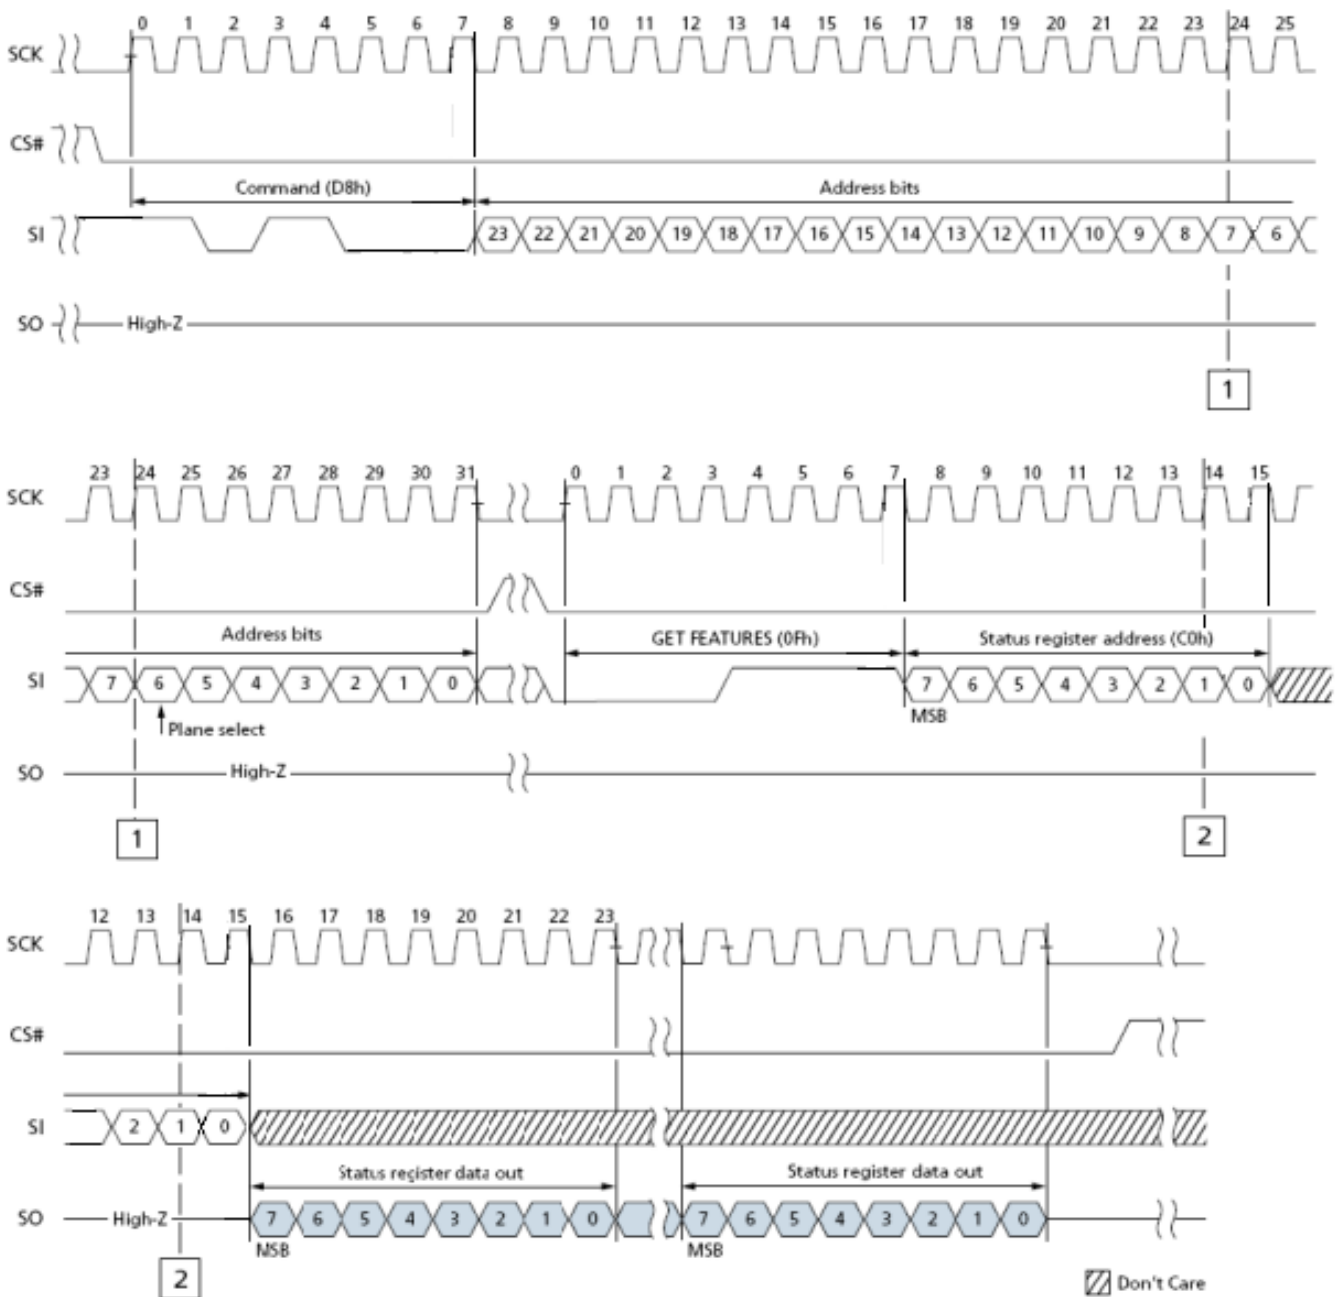 0 1 2 3 4 5 6 7 8 9 10 11 12 13 14 15 16 17 18 19 20 21 22 23 24 25
SCK
CS#
Command (D8h) Address bits
SI 23 22 21 20 19 18 17 16 15 14 13 12 11 10 9 8 7 6
SO High-Z
1
23 24 25 26 27 28 29 30 31 0 1 2 3 4 5 6 7 8 9 10 11 12 13 14 15
SCK
CS#
Address bits GET FEATURES (0Fh) Status register address (C0h)
SI 7 6 5 4 3 2 1 0 7 6 5 4 3 2 1 0
MSB
Plane select
SO High-Z
1 2
12 13 14 15 16 17 18 19 20 21 22 23
SCK
CS#
SI 2 1 0
Status register data out Status register data out
SO High-Z 7 6 5 4 3 2 1 0 7 6 5 4 3 2 1 0
MSB MSB
2
Don't Care